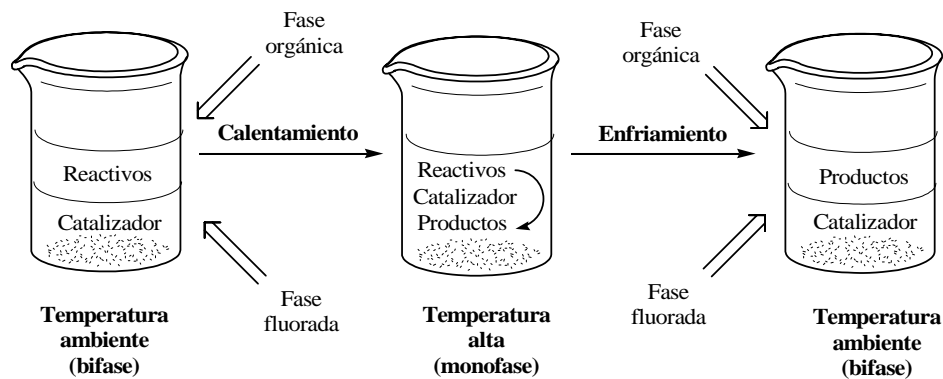 Fase
orgánica
Fase
orgánica
Calentamiento
Enfriamiento
Reactivos
Catalizador
Reactivos
Catalizador
Productos
Productos
Catalizador
Fase
fluorada
Fase
fluorada
Temperatura
ambiente
(bifase)
Temperatura
alta
(monofase)
Temperatura
ambiente
(bifase)